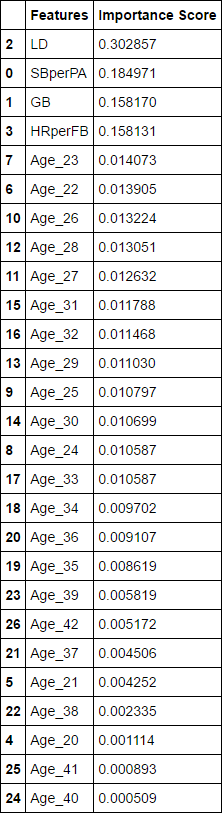 Features Importance Score
2 LD 0.302857
0 SBperPA 0.184971
1 GB 0.158170
3 HRperFB 0.158131
7 Age_23 0.014073
6 Age_22 0.013905
10 Age_26 0.013224
12 Age_28 0.013051
11 Age_27 0.012632
15 Age_31 0.011788
16 Age_32 0.011468
13 Age_29 0.011030
9 Age_25 0.010797
14 Age_30 0.010699
8 Age_24 0.010587
17 Age_33 0.010587
18 Age_34 0.009702
20 Age_36 0.009107
19 Age_35 0.008619
23 Age_39 0.005819
26 Age_42 0.005172
21 Age_37 0.004506
5 Age_21 0.004252
22 Age_38 0.002335
4 Age_20 0.001114
25 Age_41 0.000893
24 Age_40 0.000509